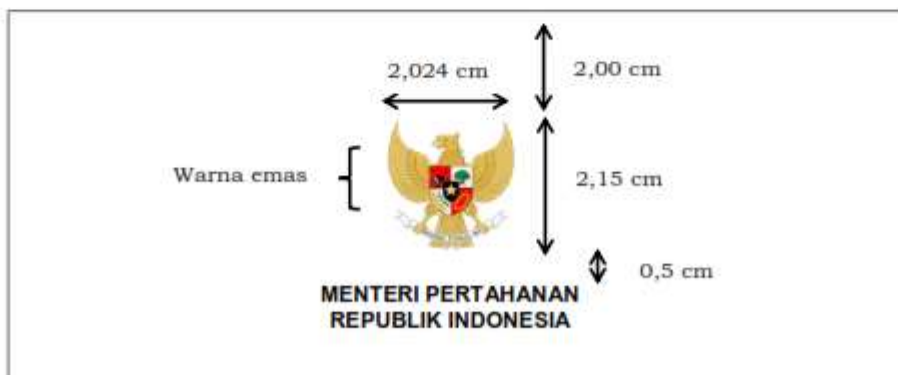 2,024 cm
2,00 cm
Warna emas
2,15 cm
0,5 cm
MENTERI PERTAHANAN
REPUBLIK INDONESIA